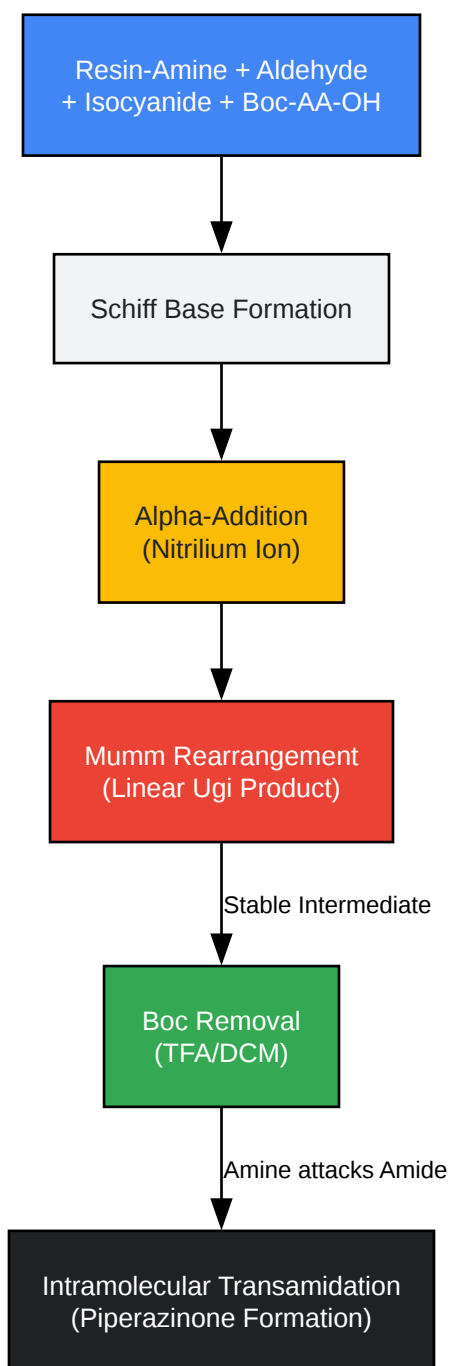 Resin-Amine + Aldehyde
+ Isocyanide + Boc-AA-OH
Schiff Base Formation
Alpha-Addition
(Nitrilium Ion)
Mumm Rearrangement
(Linear Ugi Product)
Stable Intermediate
Boc Removal
(TFA/DCM)
Amine attacks Amide
Intramolecular Transamidation
(Piperazinone Formation)